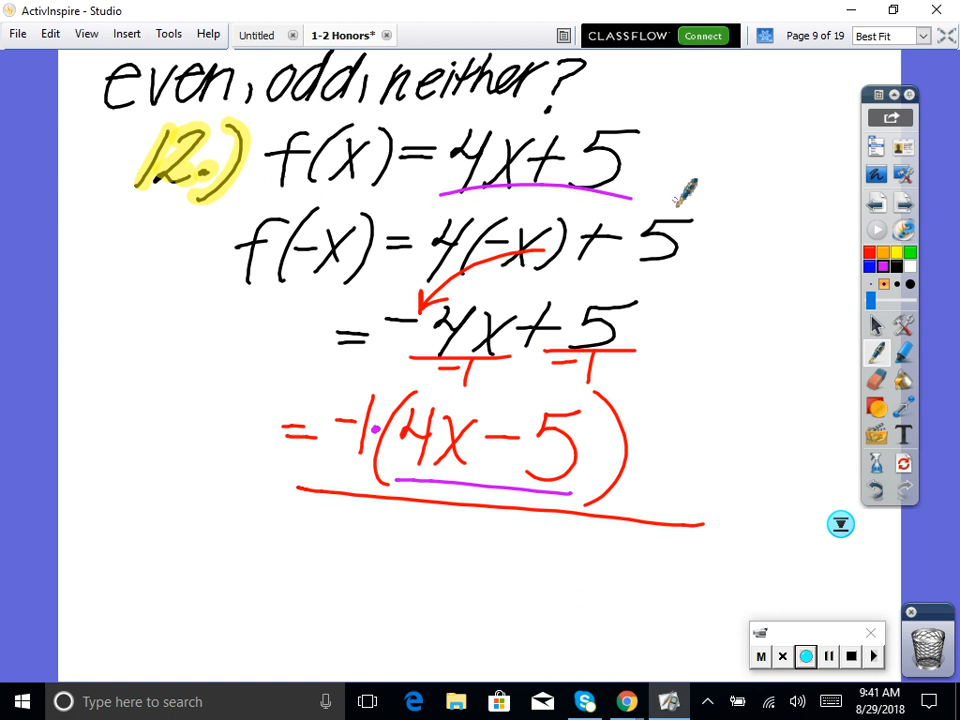 ActivInspire - Studio
File Edit View Insert Tools Help Untitled 1-2 Honors* CLASSFLOW Connect Page 9 of 19 Best Fit
even, odd, neither?
12.) f(x) = 4x + 5
f(-x) = 4(-x) + 5
= -4x + 5
-1 -1
= -1·(4x - 5)
M
Type here to search
9:41 AM
8/29/2018